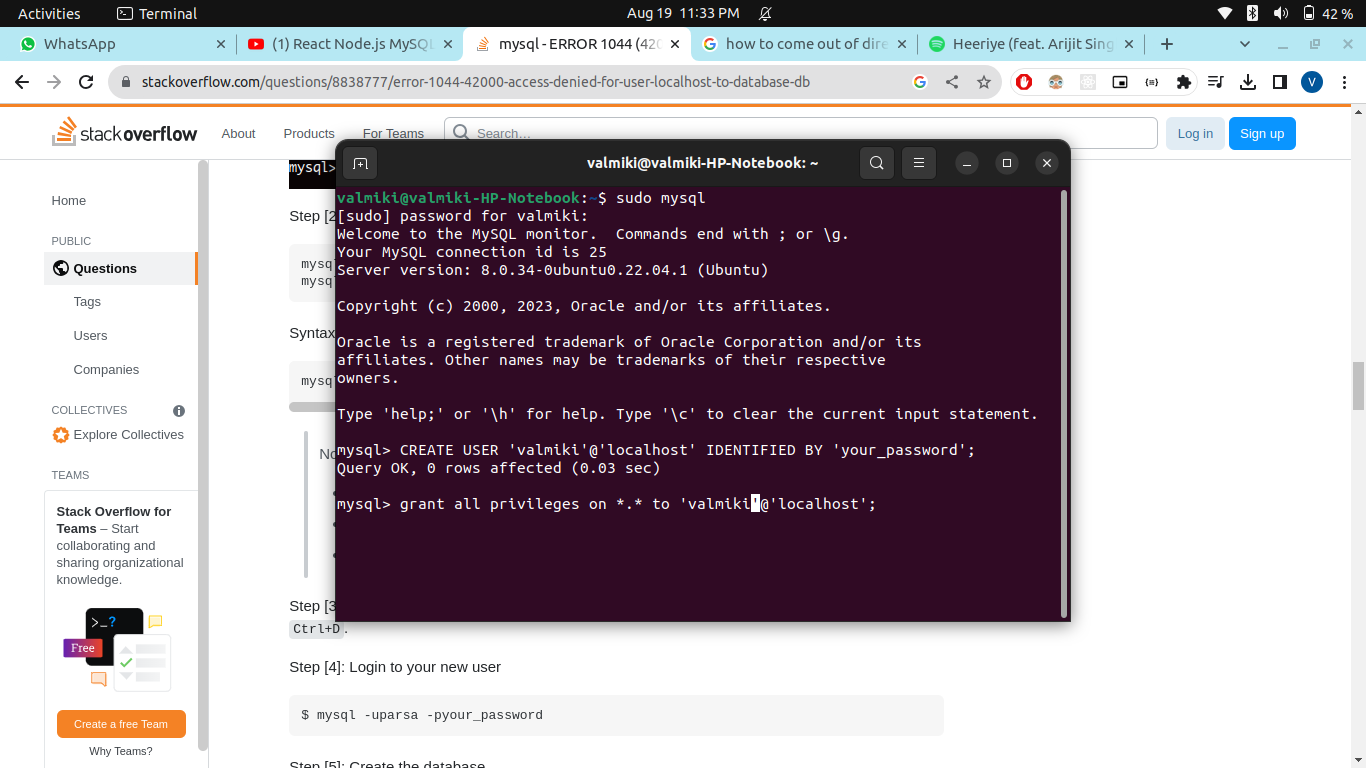 Activities
Terminal
Aug 19 11:33 PM
42 %
WhatsApp
(1) React Node.js MySQL
mysql - ERROR 1044 (420
how to come out of dire
Heeriye (feat. Arijit Sing
stackoverflow.com/questions/8838777/error-1044-42000-access-denied-for-user-localhost-to-database-db
V
stack overflow
About
Products
For Teams
Search…
Log in
Sign up
Home
PUBLIC
Questions
Tags
Users
Companies
COLLECTIVES
Explore Collectives
TEAMS
Stack Overflow for
Teams – Start
collaborating and
sharing organizational
knowledge.
>_?
Free
Create a free Team
Why Teams?
mysql>
Step [2
mysq
mysq
Syntax
mysq
No
valmiki@valmiki-HP-Notebook: ~
valmiki@valmiki-HP-Notebook:~$ sudo mysql
[sudo] password for valmiki:
Welcome to the MySQL monitor.  Commands end with ; or \g.
Your MySQL connection id is 25
Server version: 8.0.34-0ubuntu0.22.04.1 (Ubuntu)
Copyright (c) 2000, 2023, Oracle and/or its affiliates.
Oracle is a registered trademark of Oracle Corporation and/or its
affiliates. Other names may be trademarks of their respective
owners.
Type 'help;' or '\h' for help. Type '\c' to clear the current input statement.
mysql> CREATE USER 'valmiki'@'localhost' IDENTIFIED BY 'your_password';
Query OK, 0 rows affected (0.03 sec)
mysql> grant all privileges on *.* to 'valmiki'@'localhost';
Step [3
Ctrl+D.
Step [4]: Login to your new user
$ mysql -uparsa -pyour_password
Step [5]: Create the database